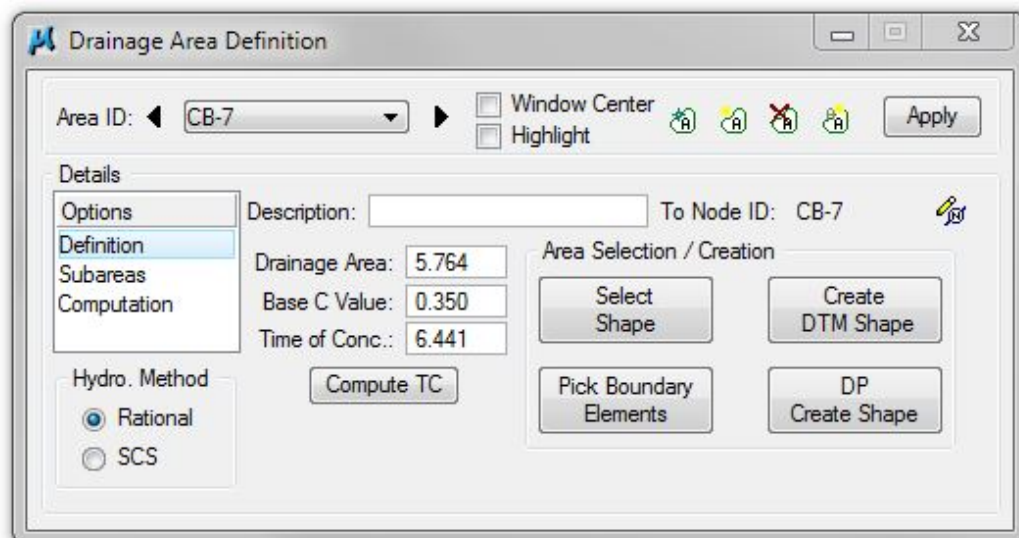 Drainage Area Definition
Area ID: CB-7
Window Center
Highlight
Apply
Details
Options
Definition
Subareas
Computation
Description:
To Node ID: CB-7
Drainage Area: 5.764
Base C Value: 0.350
Time of Conc.: 6.441
Compute TC
Hydro. Method
Rational
SCS
Area Selection / Creation
Select
Shape
Create
DTM Shape
Pick Boundary
Elements
DP
Create Shape